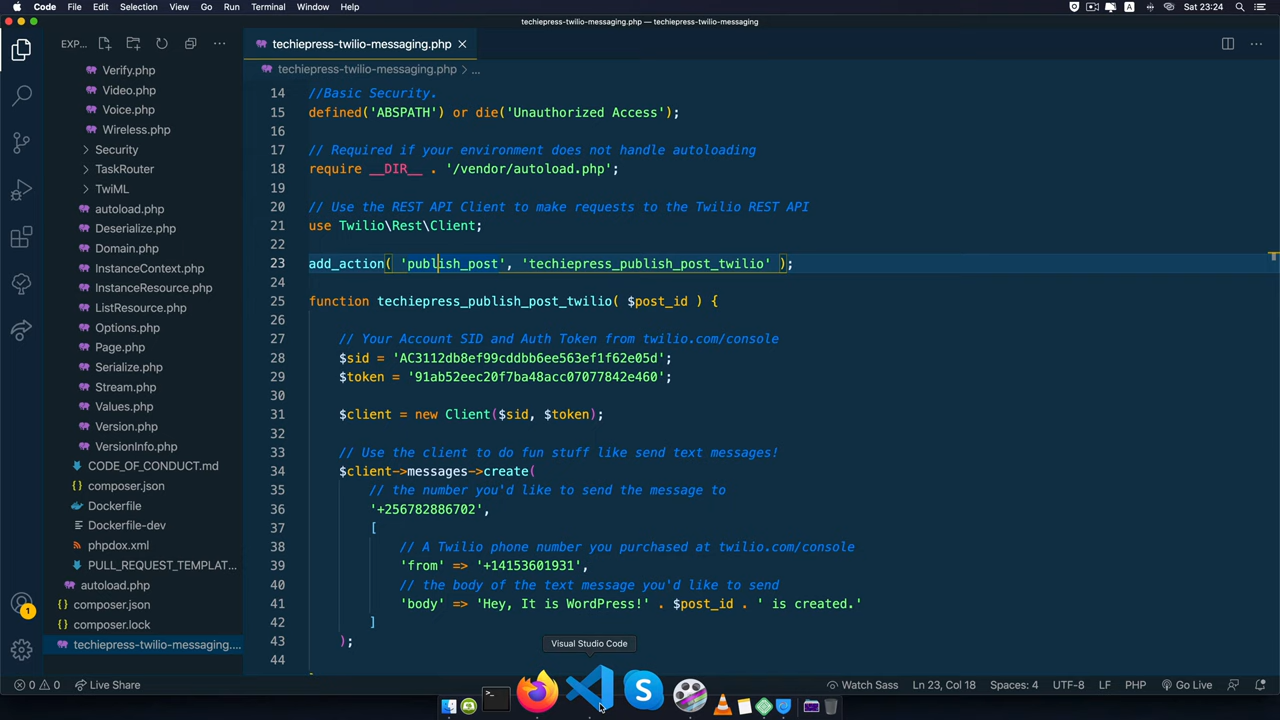 Code File Edit Selection View Go Run Terminal Window Help A Sat 23:24
techiepress-twilio-messaging.php — techiepress-twilio-messaging
EXP... ...
techiepress-twilio-messaging.php
techiepress-twilio-messaging.php > ...
Verify.php
Video.php
Voice.php
Wireless.php
Security
TaskRouter
TwiML
autoload.php
Deserialize.php
Domain.php
InstanceContext.php
InstanceResource.php
ListResource.php
Options.php
Page.php
Serialize.php
Stream.php
Values.php
Version.php
VersionInfo.php
CODE_OF_CONDUCT.md
composer.json
Dockerfile
Dockerfile-dev
phpdox.xml
PULL_REQUEST_TEMPLAT...
autoload.php
composer.json
composer.lock
techiepress-twilio-messaging....
14 //Basic Security.
15 defined('ABSPATH') or die('Unauthorized Access');
16
17 // Required if your environment does not handle autoloading
18 require __DIR__ . '/vendor/autoload.php';
19
20 // Use the REST API Client to make requests to the Twilio REST API
21 use Twilio\Rest\Client;
22
23 add_action( 'publish_post', 'techiepress_publish_post_twilio' );
24
25 function techiepress_publish_post_twilio( $post_id ) {
26
27 // Your Account SID and Auth Token from twilio.com/console
28 $sid = 'AC3112db8ef99cddbb6ee563ef1f62e05d';
29 $token = '91ab52eec20f7ba48acc07077842e460';
30
31 $client = new Client($sid, $token);
32
33 // Use the client to do fun stuff like send text messages!
34 $client->messages->create(
35 // the number you'd like to send the message to
36 '+256782886702',
37 [
38 // A Twilio phone number you purchased at twilio.com/console
39 'from' => '+14153601931',
40 // the body of the text message you'd like to send
41 'body' => 'Hey, It is WordPress!' . $post_id . ' is created.'
42 ]
43 );
44
1
Visual Studio Code
0 0 Live Share Watch Sass Ln 23, Col 18 Spaces: 4 UTF-8 LF PHP Go Live